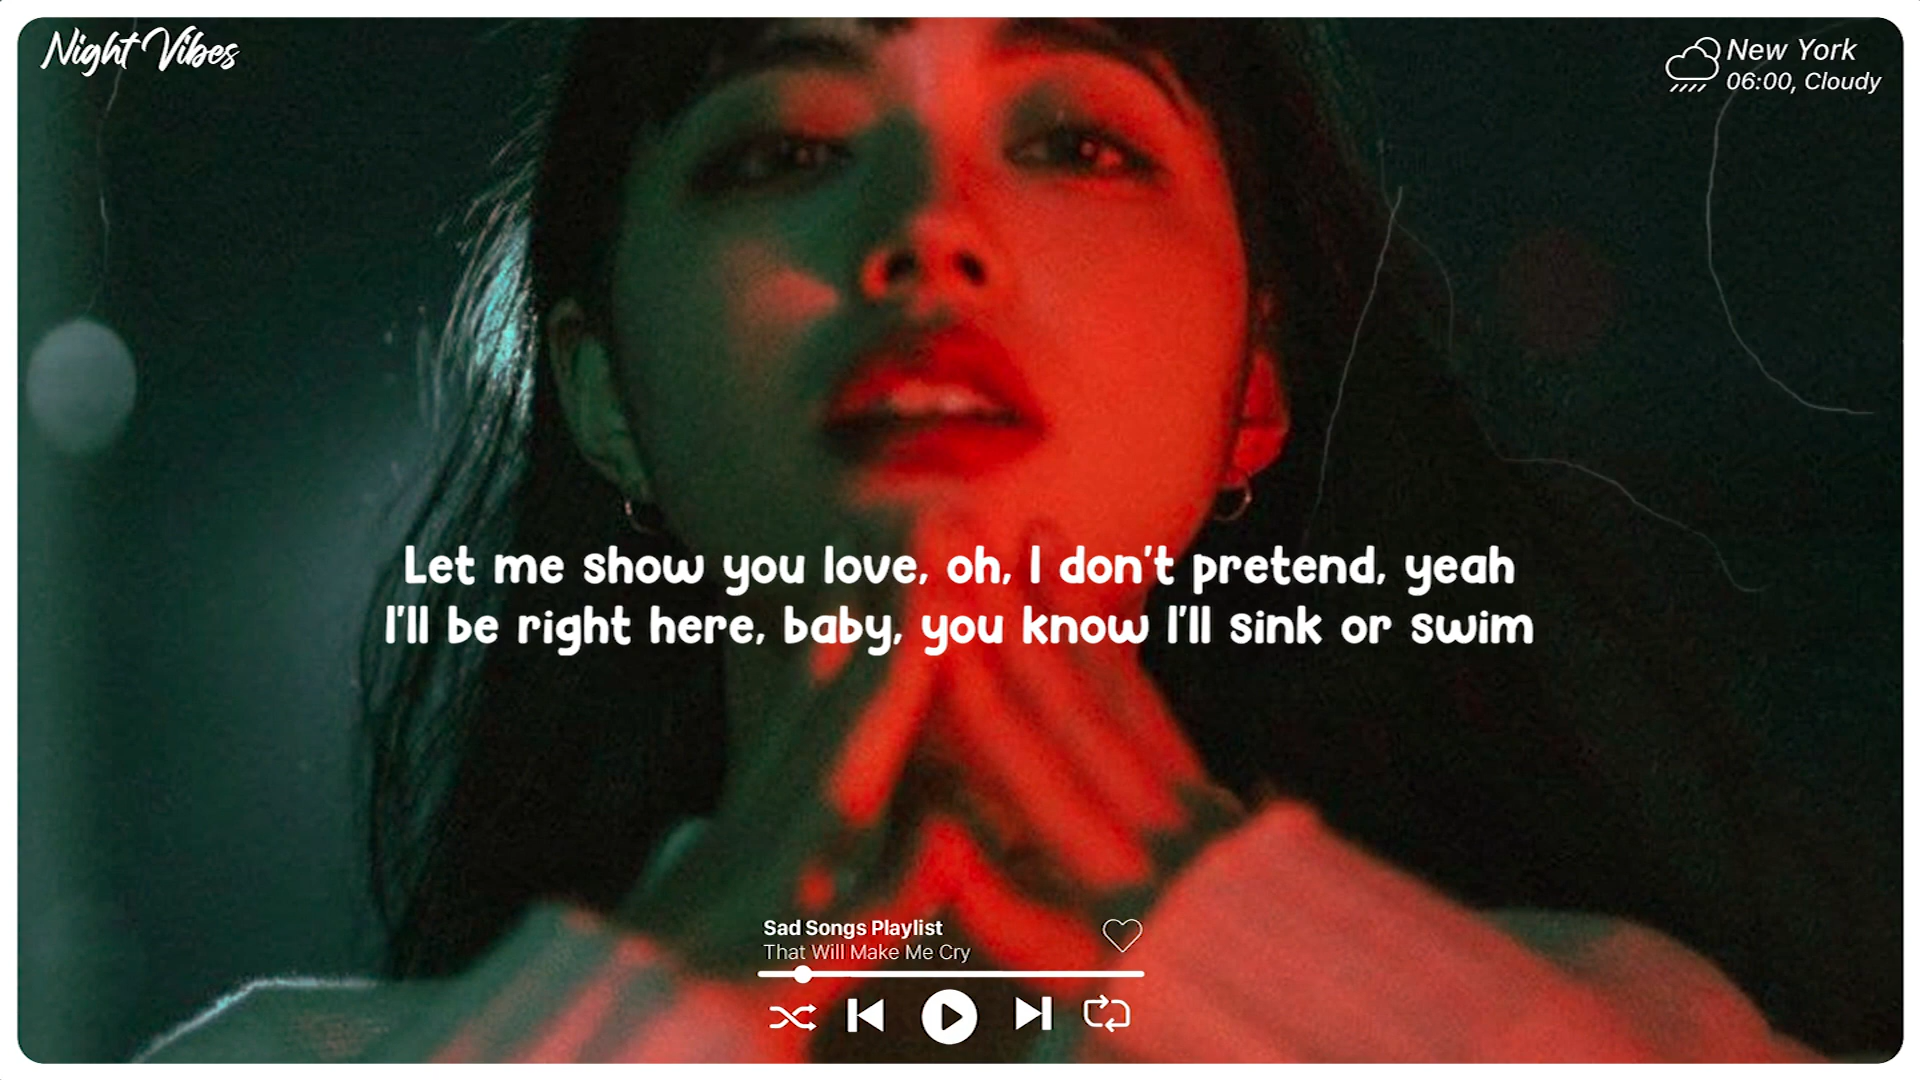 Night Vibes
New York
06:00, Cloudy
Let me show you love, oh, I don't pretend, yeah
I'll be right here, baby, you know I'll sink or swim
Sad Songs Playlist
That Will Make Me Cry